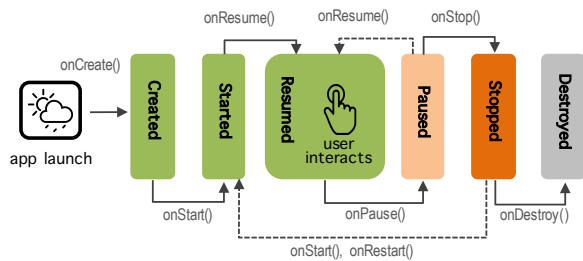 onResume()
onResume()
onStop()
onCreate()
app launch
Created
Started
Resumed
user
interacts
Paused
Stopped
Destroyed
onStart()
onPause()
onDestroy()
onStart(), onRestart()